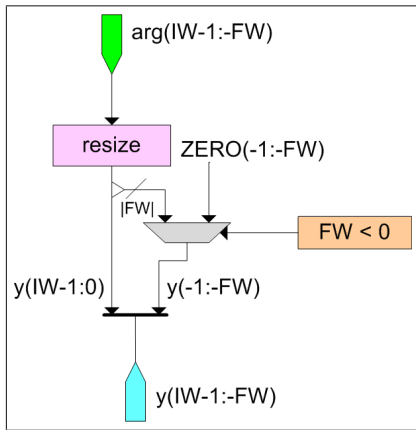 arg(IW-1:-FW)
resize
ZERO(-1:-FW)
|FW|
FW < 0
y(IW-1:0)
y(-1:-FW)
y(IW-1:-FW)